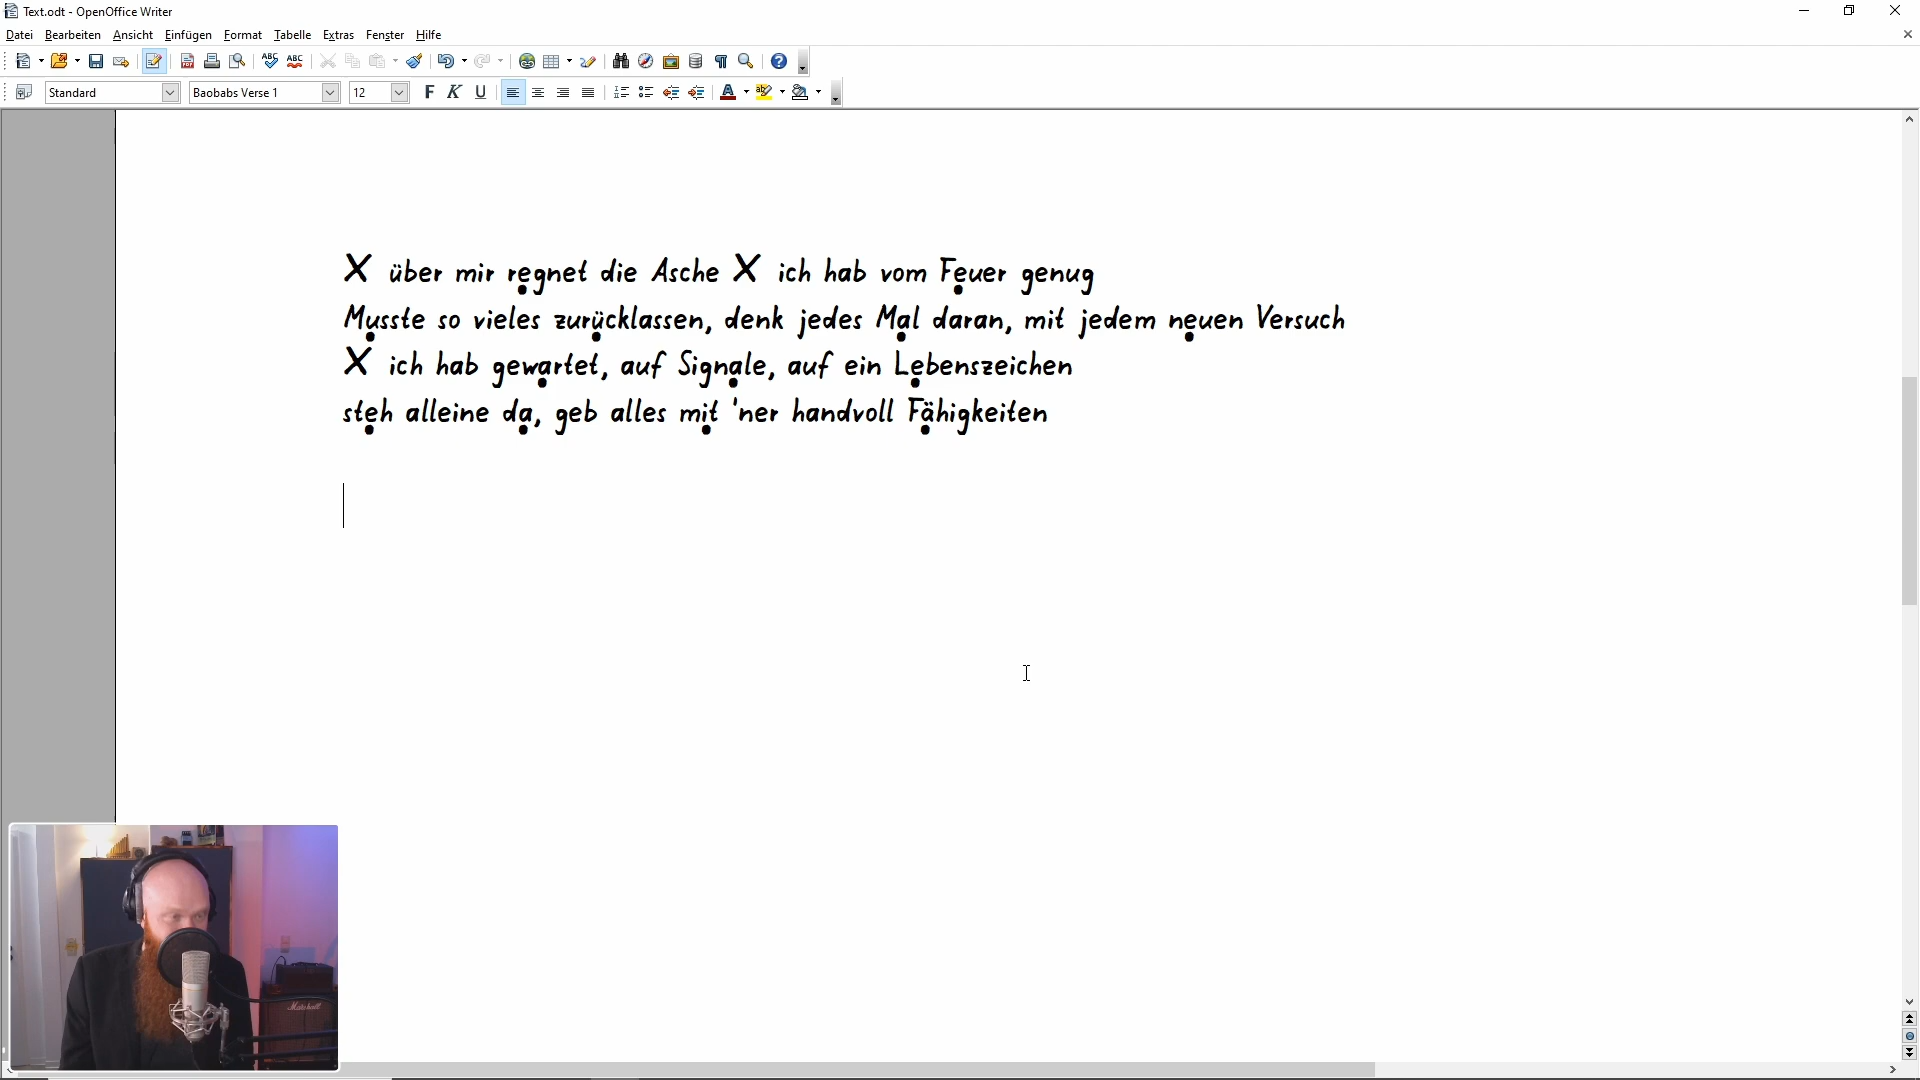 Text.odt - OpenOffice Writer
Datei Bearbeiten Ansicht Einfügen Format Tabelle Extras Fenster Hilfe
Standard Baobabs Verse 1 12 F K U
X über mir regnet die Asche X ich hab vom Feuer genug
Musste so vieles zurücklassen, denk jedes Mal daran, mit jedem neuen Versuch
X ich hab gewartet, auf Signale, auf ein Lebenszeichen
steh alleine da, geb alles mit 'ner handvoll Fähigkeiten
Marshall